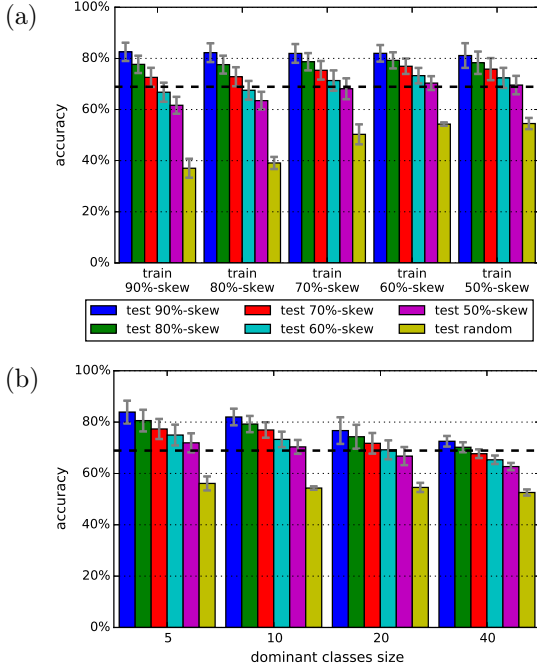 (a)
100%
80%
60%
40%
20%
0%
accuracy
train 90%-skew
train 80%-skew
train 70%-skew
train 60%-skew
train 50%-skew
test 90%-skew
test 70%-skew
test 50%-skew
test 80%-skew
test 60%-skew
test random
(b)
100%
80%
60%
40%
20%
0%
accuracy
5
10
20
40
dominant classes size